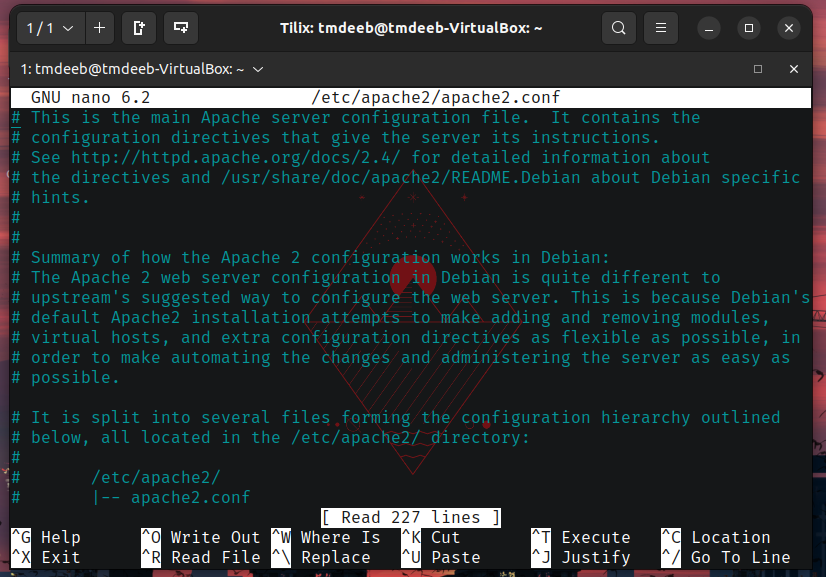 1 / 1
Tilix: tmdeeb@tmdeeb-VirtualBox: ~
1: tmdeeb@tmdeeb-VirtualBox: ~
GNU nano 6.2 /etc/apache2/apache2.conf
# This is the main Apache server configuration file.  It contains the
# configuration directives that give the server its instructions.
# See http://httpd.apache.org/docs/2.4/ for detailed information about
# the directives and /usr/share/doc/apache2/README.Debian about Debian specific
# hints.
#
#
# Summary of how the Apache 2 configuration works in Debian:
# The Apache 2 web server configuration in Debian is quite different to
# upstream's suggested way to configure the web server. This is because Debian's
# default Apache2 installation attempts to make adding and removing modules,
# virtual hosts, and extra configuration directives as flexible as possible, in
# order to make automating the changes and administering the server as easy as
# possible.
# It is split into several files forming the configuration hierarchy outlined
# below, all located in the /etc/apache2/ directory:
#
#       /etc/apache2/
#       |-- apache2.conf
[ Read 227 lines ]
^G Help ^O Write Out ^W Where Is ^K Cut ^T Execute ^C Location
^X Exit ^R Read File ^\ Replace ^U Paste ^J Justify ^/ Go To Line